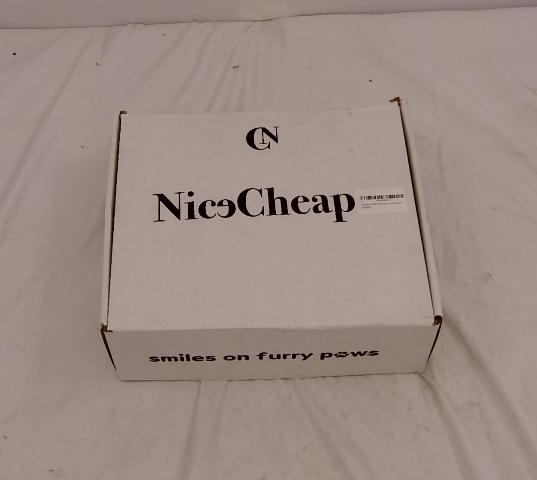 CN
NiceCheap
smiles on furry paws